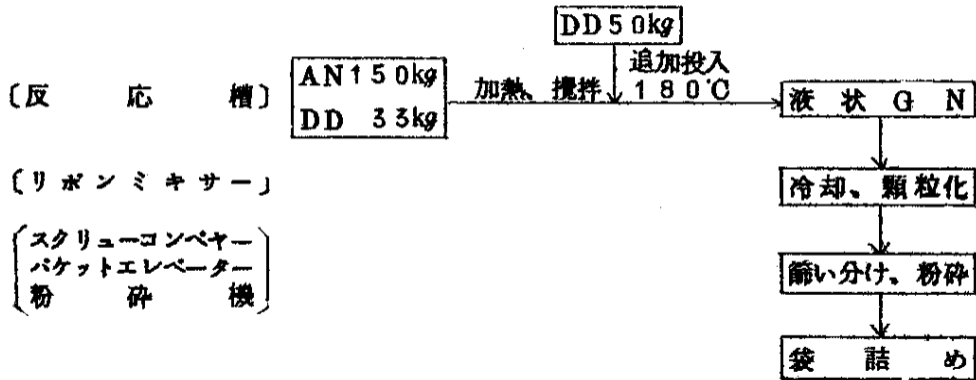 DD50kg
追加投入
〔反応槽〕
AN150kg
DD 33kg
加熱、攪拌
180℃
液状GN
〔リボンミキサー〕
冷却、顆粒化
スクリューコンベヤー
バケットエレベーター
粉砕機
篩い分け、粉砕
袋詰め